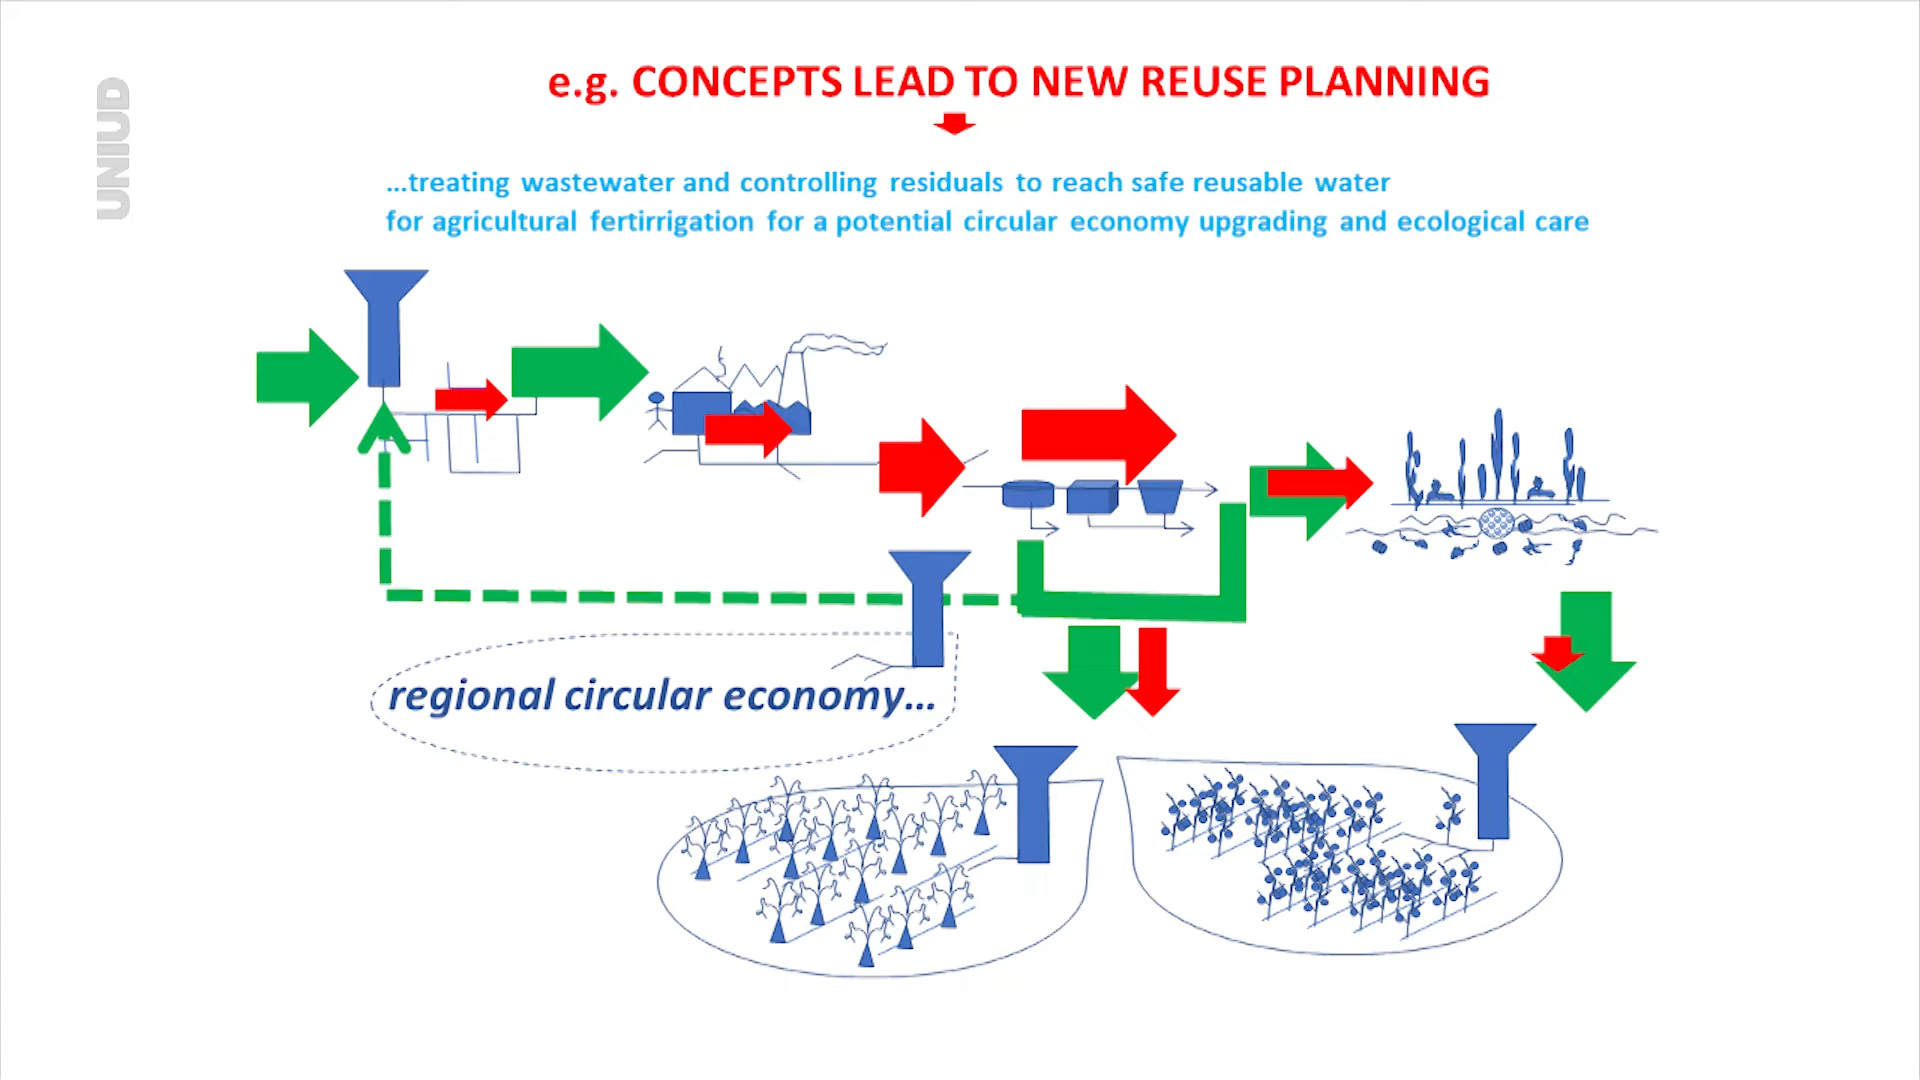 UNIUD
e.g. CONCEPTS LEAD TO NEW REUSE PLANNING
...treating wastewater and controlling residuals to reach safe reusable water
for agricultural fertirrigation for a potential circular economy upgrading and ecological care
regional circular economy...